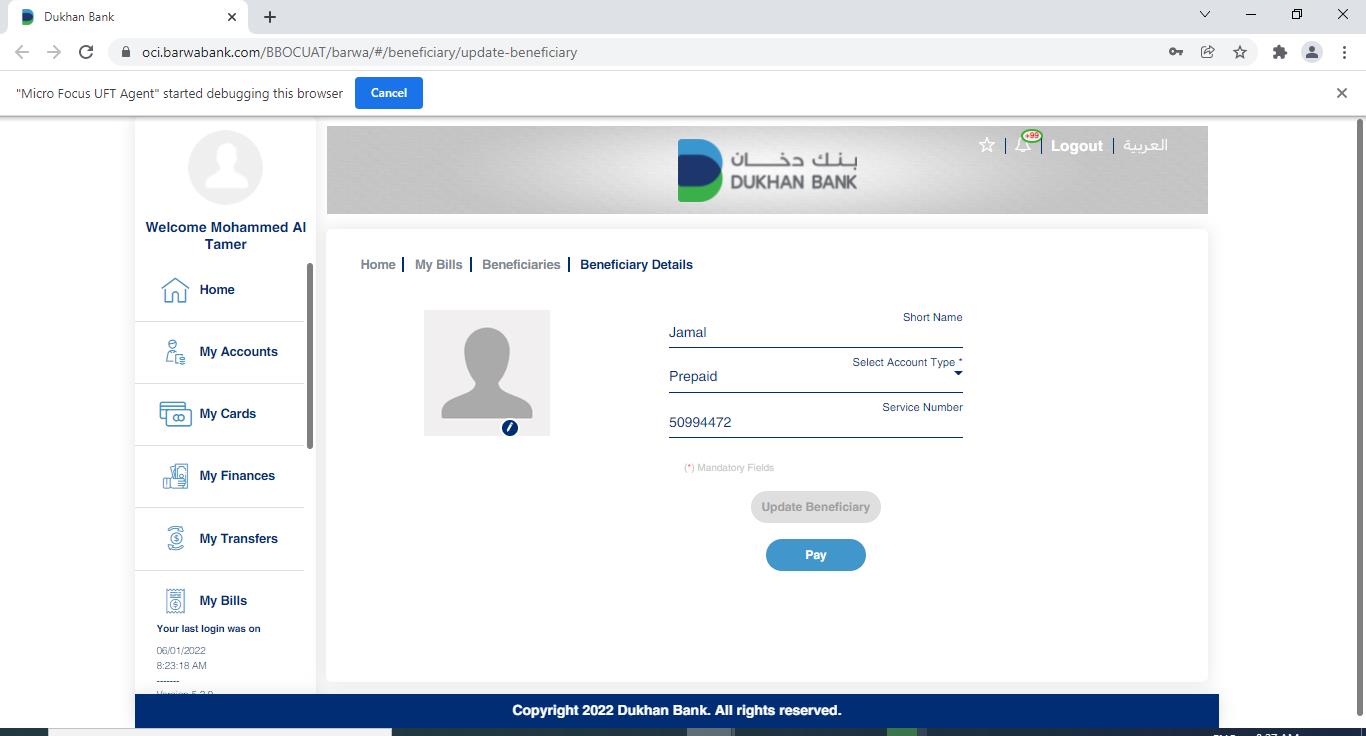 Dukhan Bank
oci.barwabank.com/BBOCUAT/barwa/#/beneficiary/update-beneficiary
"Micro Focus UFT Agent" started debugging this browser
Cancel
Welcome Mohammed Al
Tamer
Home
My Accounts
My Cards
My Finances
My Transfers
My Bills
Your last login was on
06/01/2022
8:23:18 AM
-------
بنك دخان
DUKHAN BANK
+99
Logout
العربية
Home | My Bills | Beneficiaries | Beneficiary Details
Short Name
Jamal
Select Account Type *
Prepaid
Service Number
50994472
(*) Mandatory Fields
Update Beneficiary
Pay
Copyright 2022 Dukhan Bank. All rights reserved.